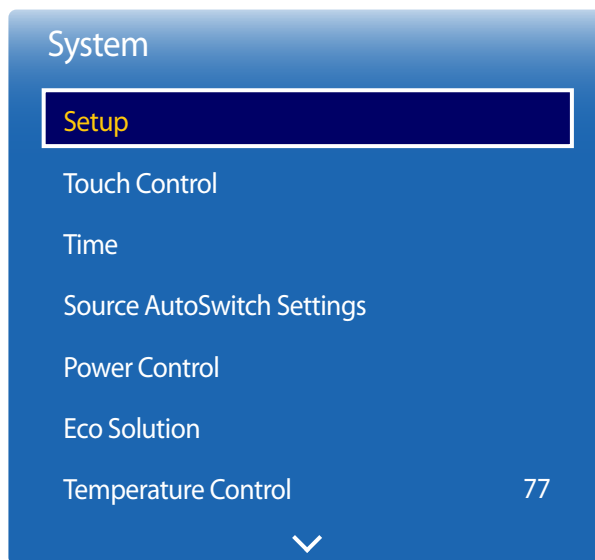 System
Setup
Touch Control
Time
Source AutoSwitch Settings
Power Control
Eco Solution
Temperature Control 77